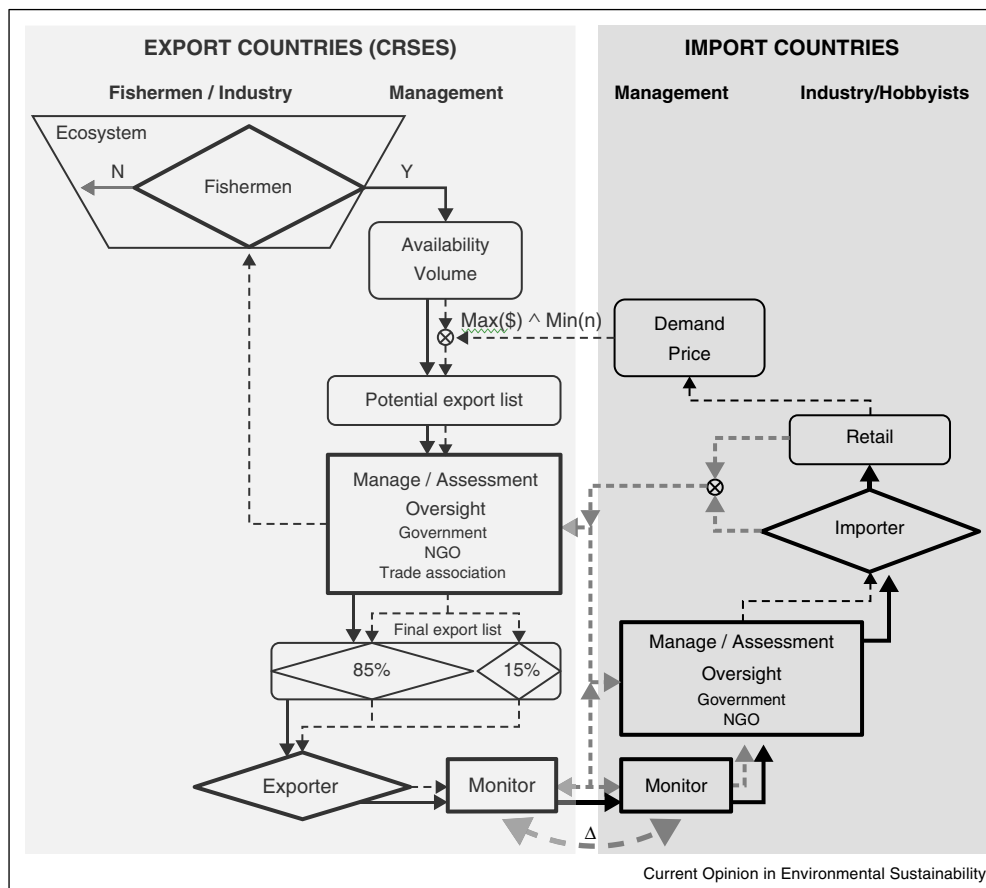 EXPORT COUNTRIES (CRSES)
IMPORT COUNTRIES
Fishermen / Industry
Management
Management
Industry/Hobbyists
Ecosystem
N
Fishermen
Y
Availability
Volume
Max($) ^ Min(n)
Demand
Price
Potential export list
Retail
Manage / Assessment
Oversight
Government
NGO
Trade association
Importer
Final export list
85%
15%
Manage / Assessment
Oversight
Government
NGO
Exporter
Monitor
Monitor
Δ
Current Opinion in Environmental Sustainability